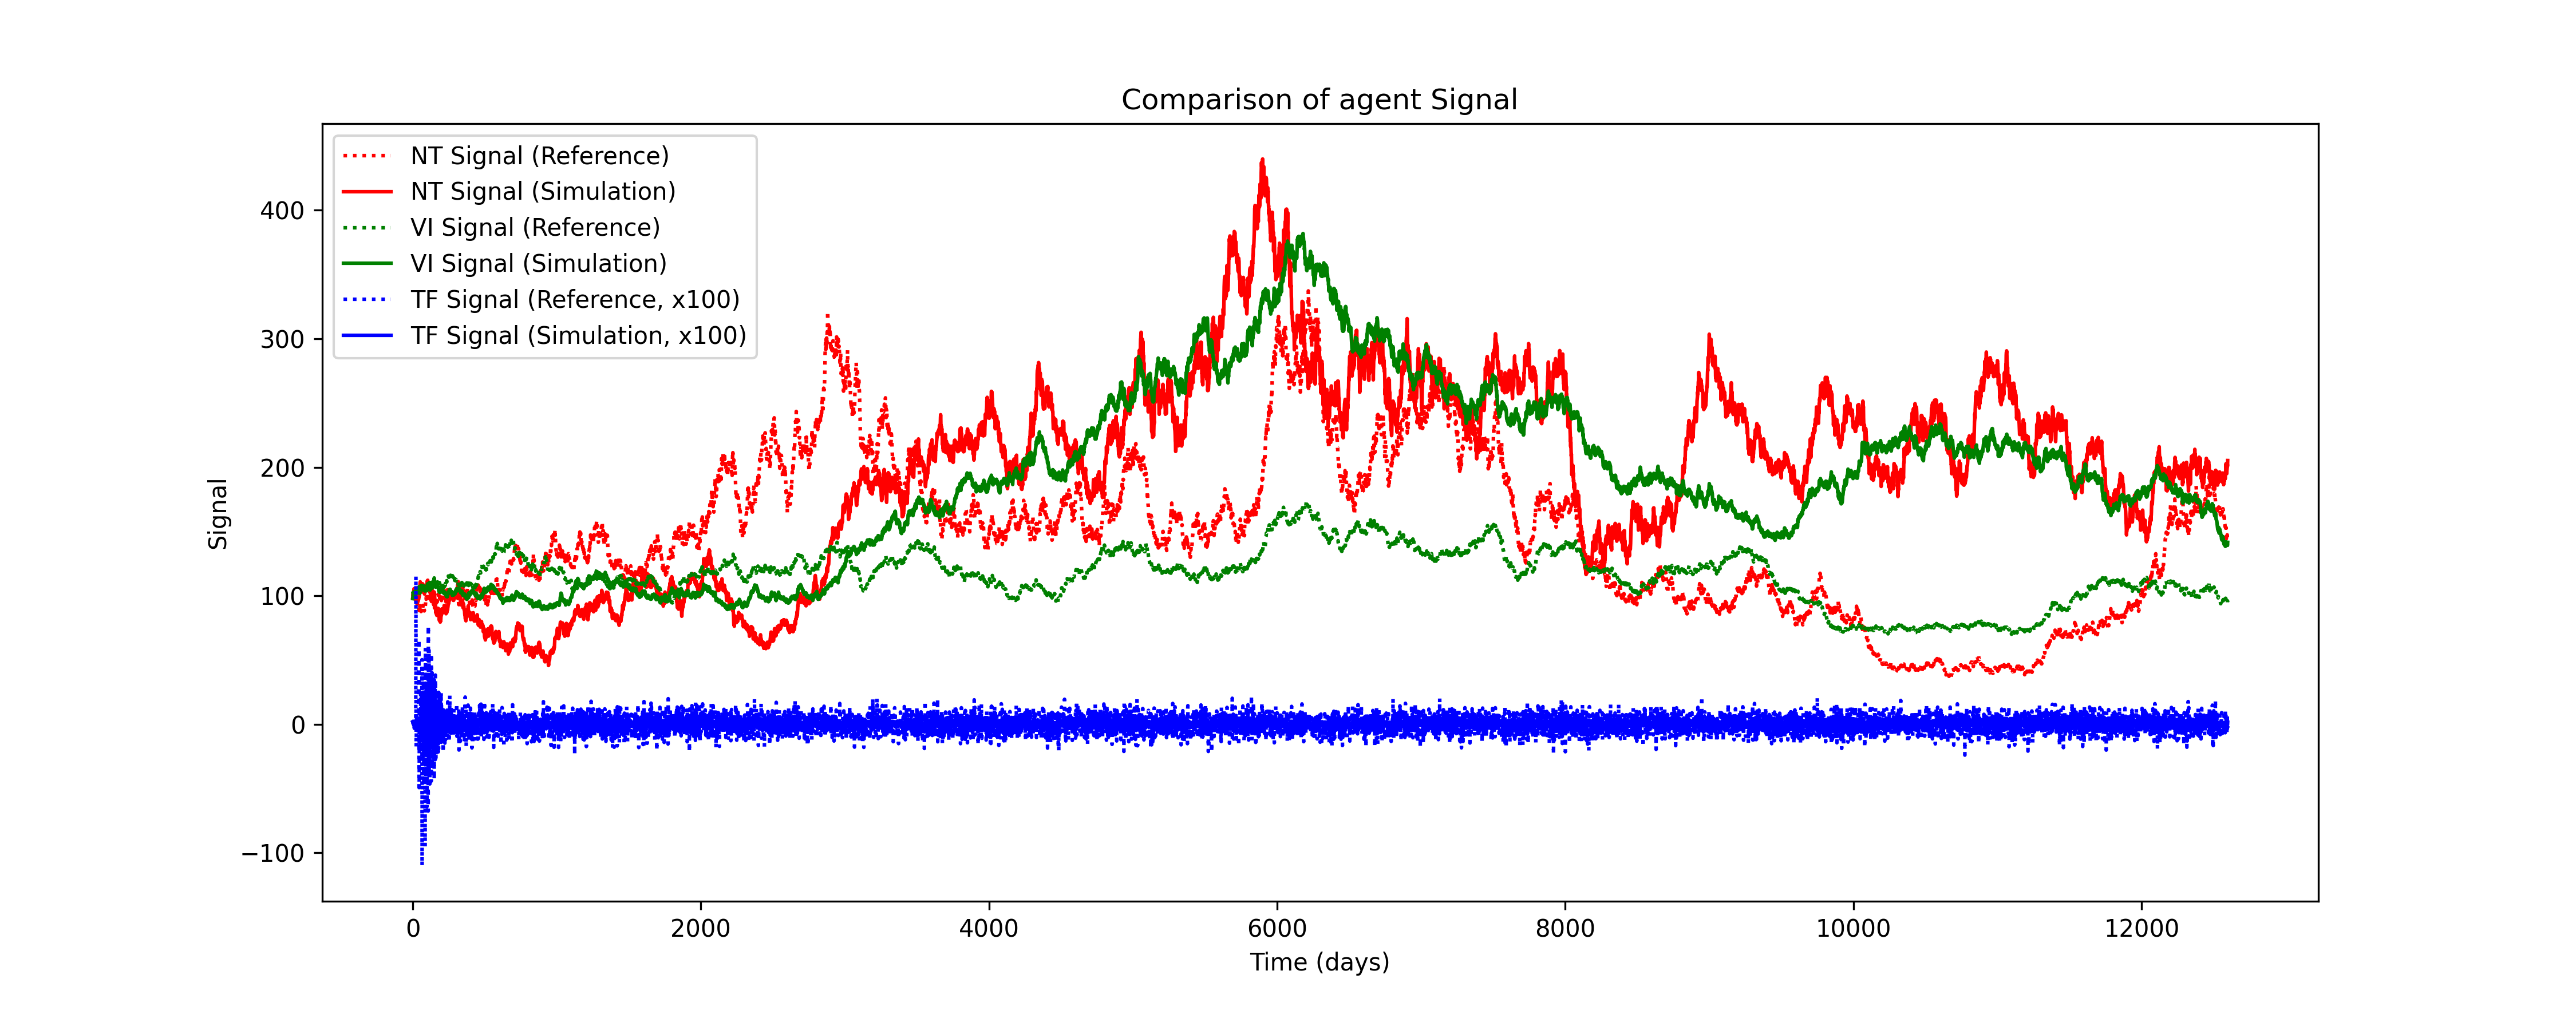 Comparison of agent Signal
NT Signal (Reference)
NT Signal (Simulation)
VI Signal (Reference)
VI Signal (Simulation)
TF Signal (Reference, x100)
TF Signal (Simulation, x100)
400
300
200
100
0
−100
Signal
0 2000 4000 6000 8000 10000 12000
Time (days)